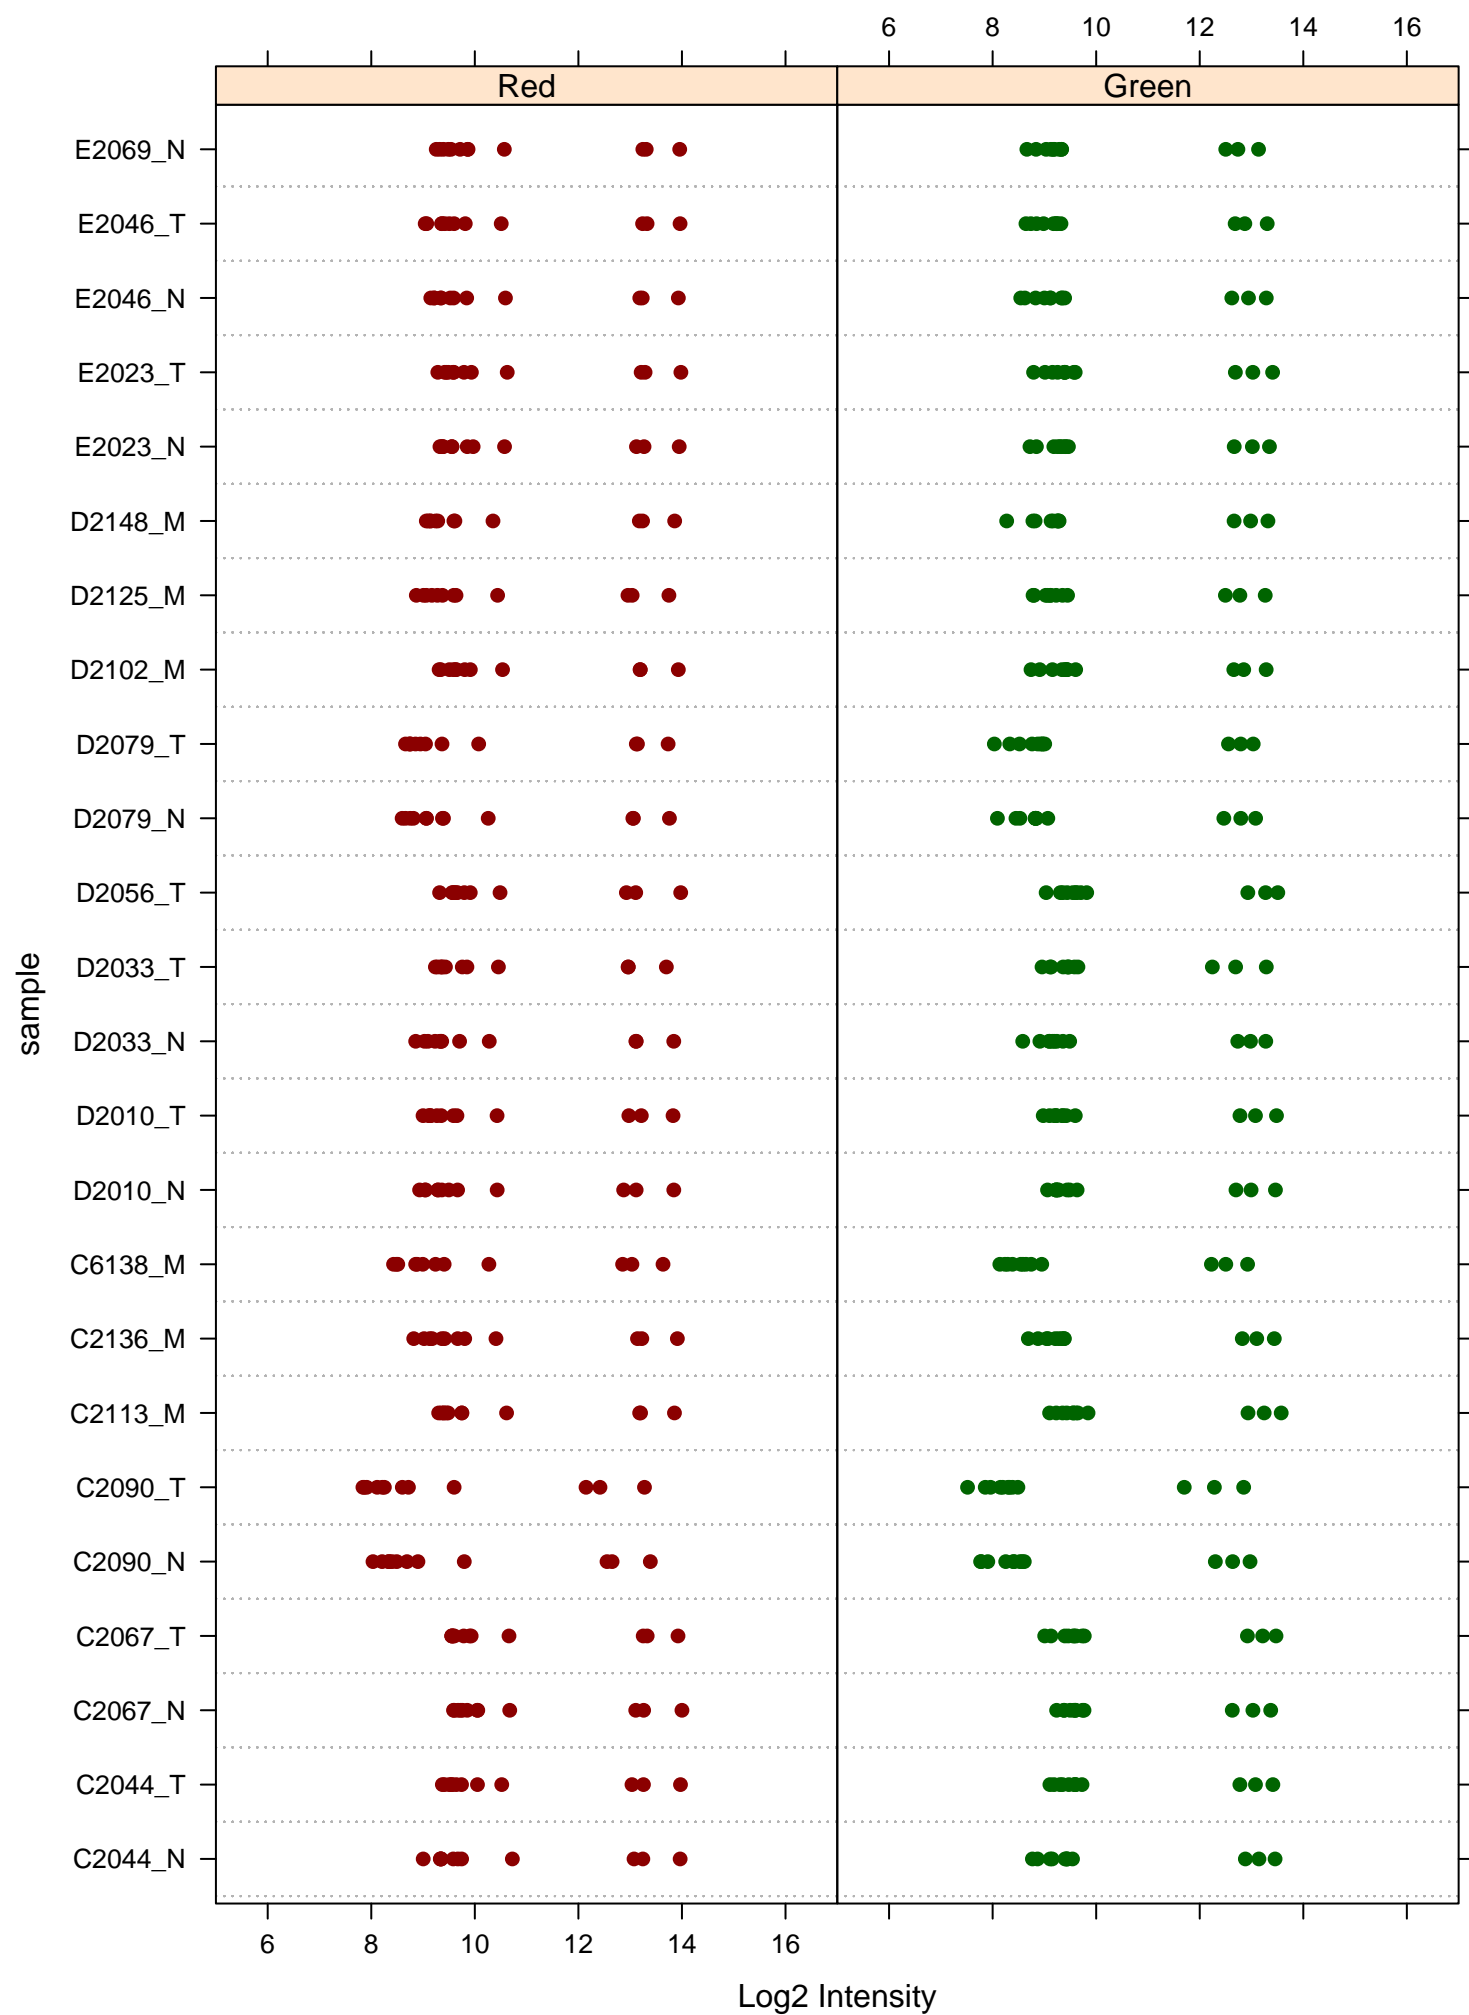 6 8 10 12 14 16
Red Green
E2069_N
E2046_T
E2046_N
E2023_T
E2023_N
D2148_M
D2125_M
D2102_M
D2079_T
D2079_N
D2056_T
D2033_T
D2033_N
D2010_T
D2010_N
C6138_M
C2136_M
C2113_M
C2090_T
C2090_N
C2067_T
C2067_N
C2044_T
C2044_N
sample
6 8 10 12 14 16
Log2 Intensity